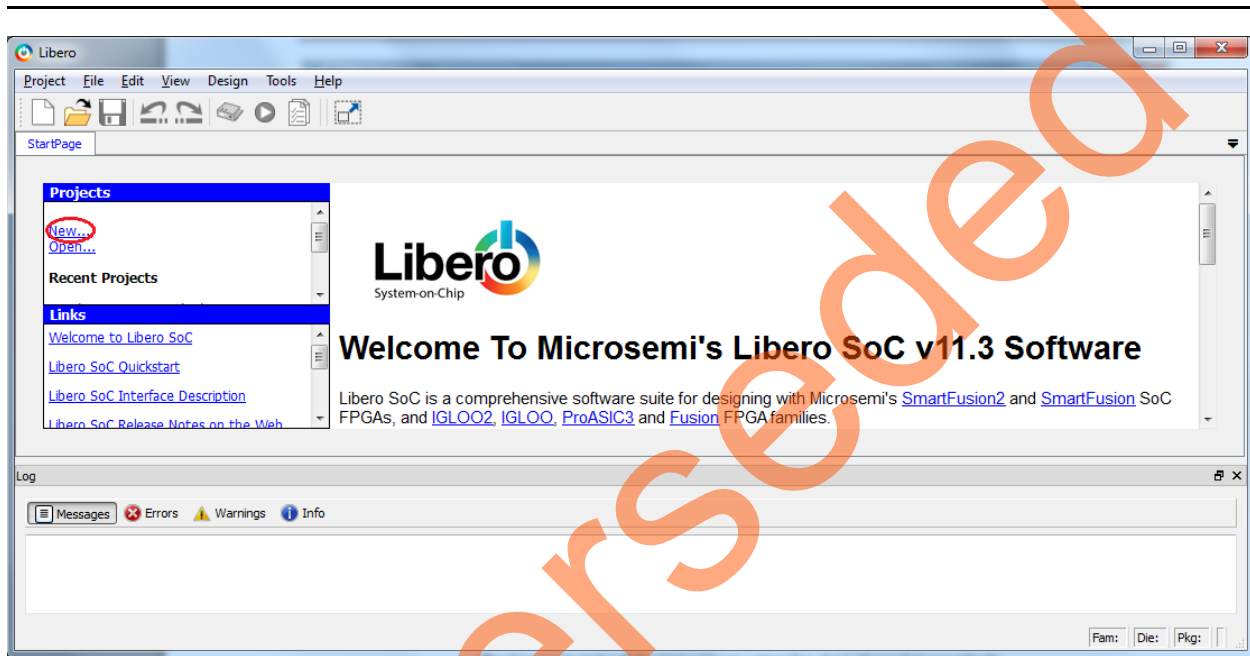 Libero
Project File Edit View Design Tools Help
StartPage
Projects
New...
Open...
Recent Projects
Links
Welcome to Libero SoC
Libero SoC Quickstart
Libero SoC Interface Description
Libero SoC Release Notes on the Web
Libero
System-on-Chip
Welcome To Microsemi's Libero SoC v11.3 Software
Libero SoC is a comprehensive software suite for designing with Microsemi's SmartFusion2 and SmartFusion SoC
FPGAs, and IGLOO2, IGLOO, ProASIC3 and Fusion FPGA families.
Log
Messages Errors Warnings Info
Fam: Die: Pkg:
erseded